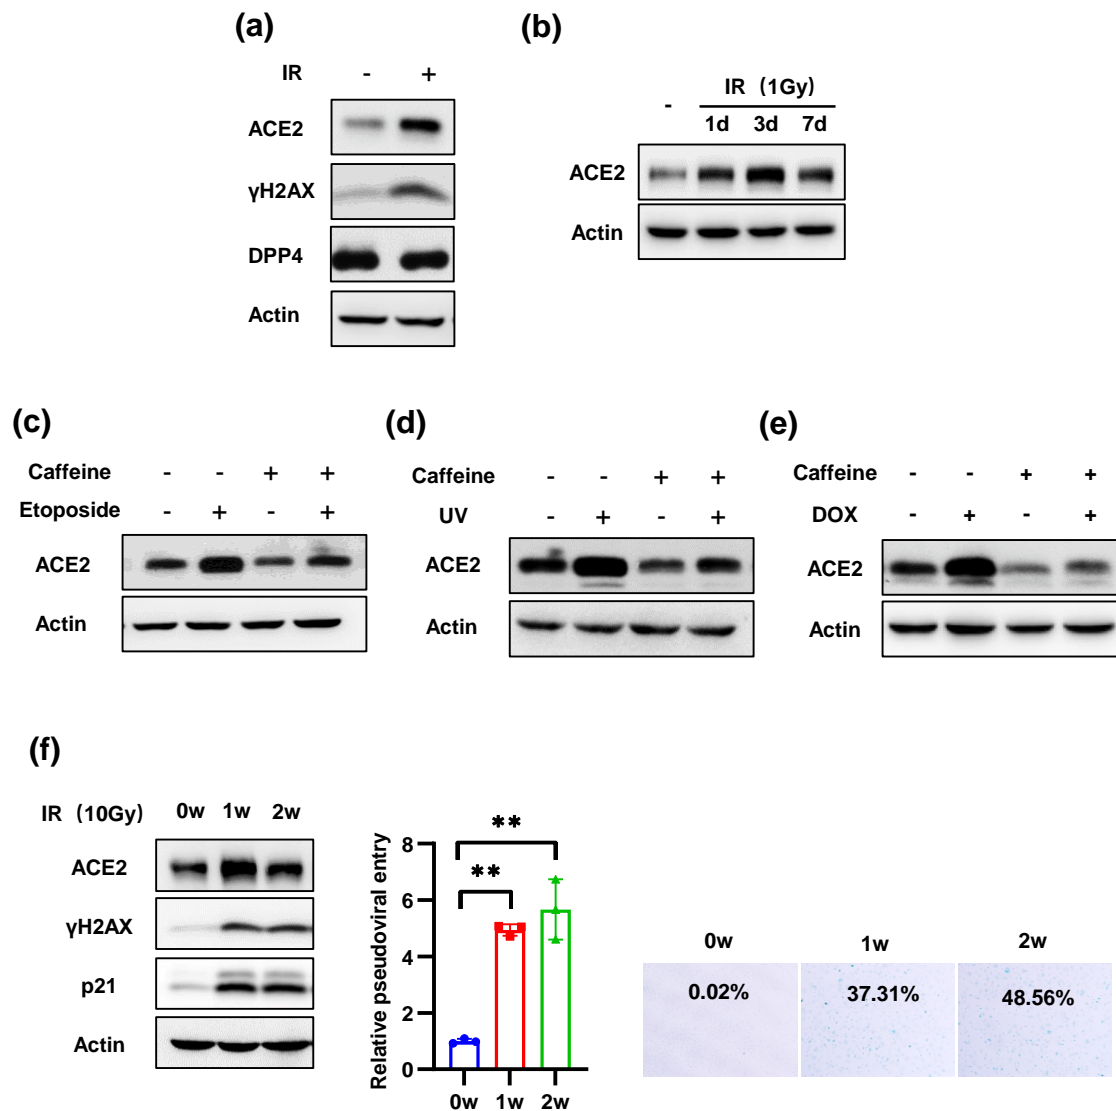 (a)
IR - +
ACE2
γH2AX
DPP4
Actin
(b)
IR (1Gy)
- 1d 3d 7d
ACE2
Actin
(c)
Caffeine - - + +
Etoposide - + - +
ACE2
Actin
(d)
Caffeine - - + +
UV - + - +
ACE2
Actin
(e)
Caffeine - - + +
DOX - + - +
ACE2
Actin
(f)
IR (10Gy) 0w 1w 2w
ACE2
γH2AX
p21
Actin
Relative pseudoviral entry
8
6
4
2
0
**
**
0w 1w 2w
0w 1w 2w
0.02% 37.31% 48.56%